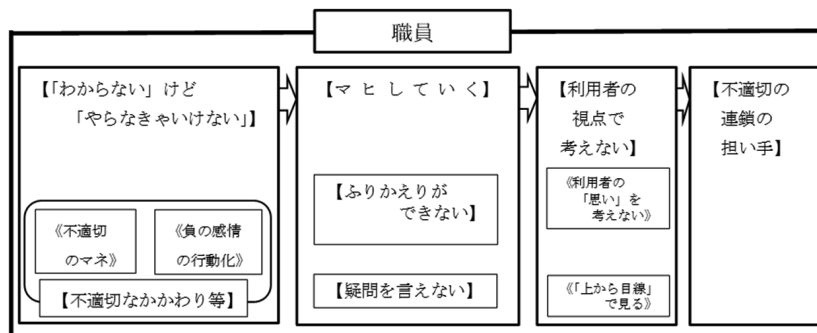 職員
【「わからない」けど
「やらなきゃいけない」】
《不適切
のマネ》
《負の感情
の行動化》
【不適切なかかわり等】
【マヒしていく】
【ふりかえりが
できない】
【疑問を言えない】
【利用者の
視点で
考えない】
《利用者の
「思い」を
考えない》
《「上から目線」
で見る》
【不適切の
連鎖の
担い手】